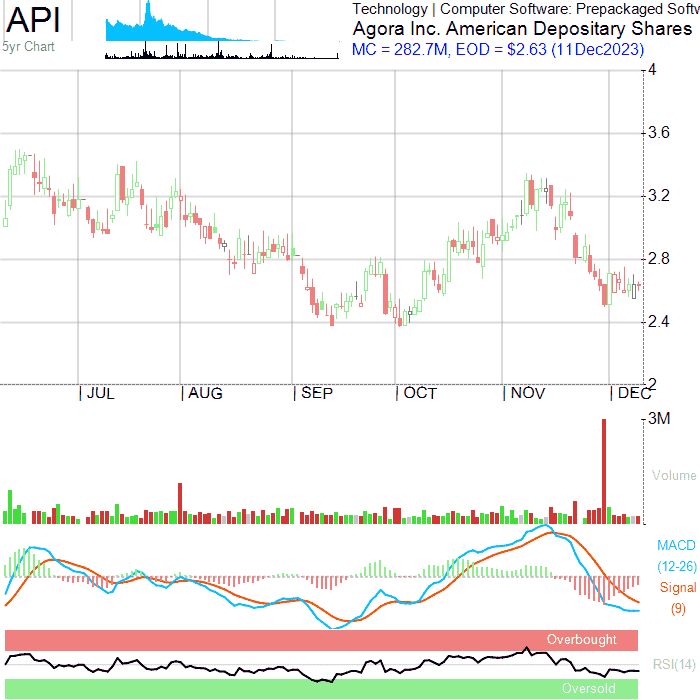 API
5yr Chart
Technology | Computer Software: Prepackaged Softw
Agora Inc. American Depositary Shares
MC = 282.7M, EOD = $2.63 (11Dec2023)
4
3.6
3.2
2.8
2.4
2
| JUL | AUG | SEP | OCT | NOV | DEC
3M
Volume
MACD
(12-26)
Signal
(9)
Overbought
RSI(14)
Oversold